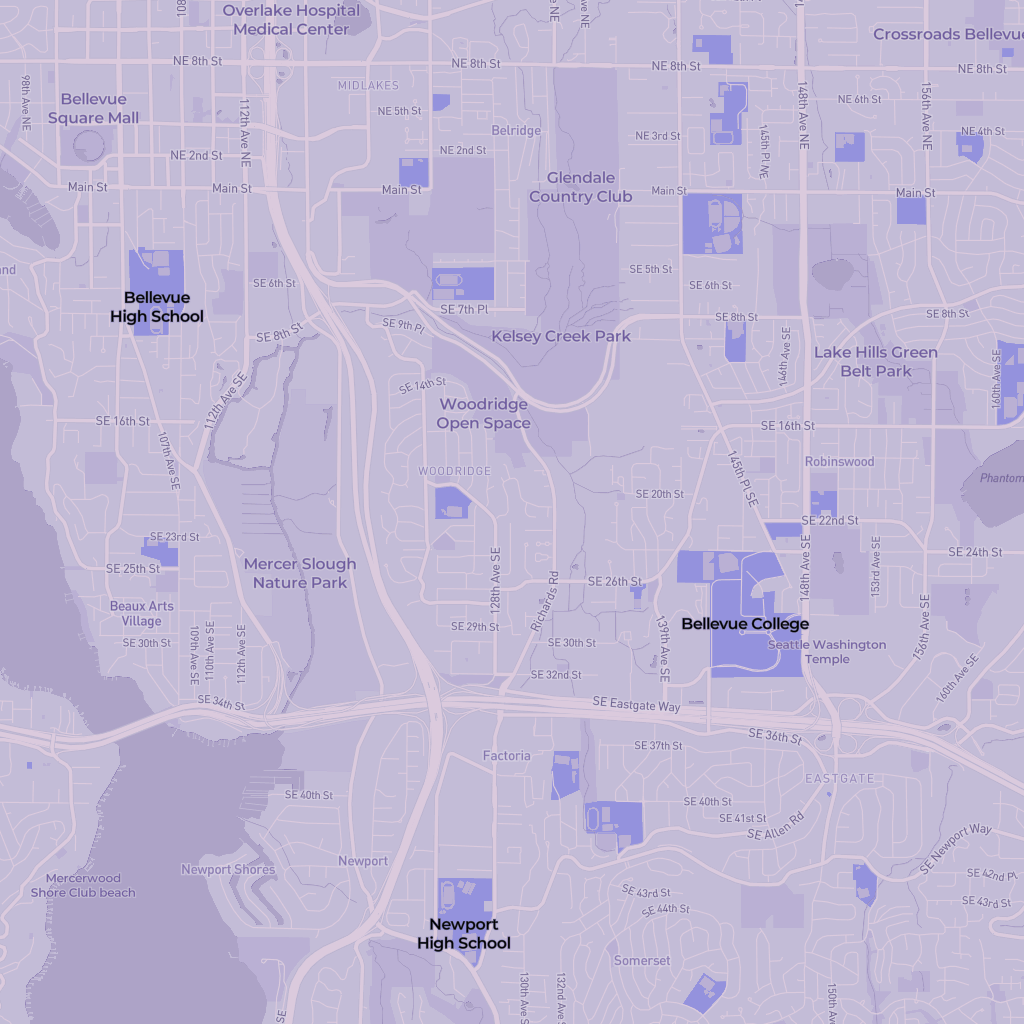 108
Overlake Hospital
Medical Center
Ave NE
NE
Crossroads Bellevue
NE 8th St
NE 8th St
NE 8th St
NE 8th St
98th Ave NE
MIDLAKES
148th Ave NE
156th Ave NE
Bellevue
Square Mall
112th Ave NE
NE 5th St
NE 6th St
Belridge
NE 3rd St
145th Pl NE
NE 4th St
NE 2nd St
NE 2nd St
Glendale
Country Club
Main St
Main St
Main St
Main St
Main St
and
SE 5th St
SE 6th St
SE 6th St
Bellevue
High School
SE 7th Pl
SE 8th St
SE 8th St
SE 9th Pl
SE 8th St
Kelsey Creek Park
146th Ave SE
Lake Hills Green
Belt Park
160th Ave SE
112th Ave SE
SE 14th St
Woodridge
Open Space
SE 16th St
SE 16th St
107th Ave SE
WOODRIDGE
145th Pl SE
Robinswood
Phantom
SE 20th St
SE 22nd St
SE 23rd St
SE 24th St
148th Ave SE
153rd Ave SE
Mercer Slough
Nature Park
SE 25th St
128th Ave SE
Richards Rd
SE 26th St
Beaux Arts
Village
106th Ave SE
110th Ave SE
112th Ave SE
SE 29th St
139th Ave SE
Bellevue College
156th Ave SE
SE 30th St
SE 30th St
Seattle Washington
Temple
SE 32nd St
160th Ave SE
SE 34th St
SE Eastgate Way
SE 36th St
SE 37th St
Factoria
EASTGATE
SE 40th St
SE 40th St
SE 41st St
SE Allen Rd
SE Newport Way
Newport
Newport Shores
Mercerwood
Shore Club beach
SE 42nd Pl
SE 43rd St
SE 43rd St
SE 44th St
Newport
High School
Somerset
130th Ave S
132nd Ave S
150th Ave
SE